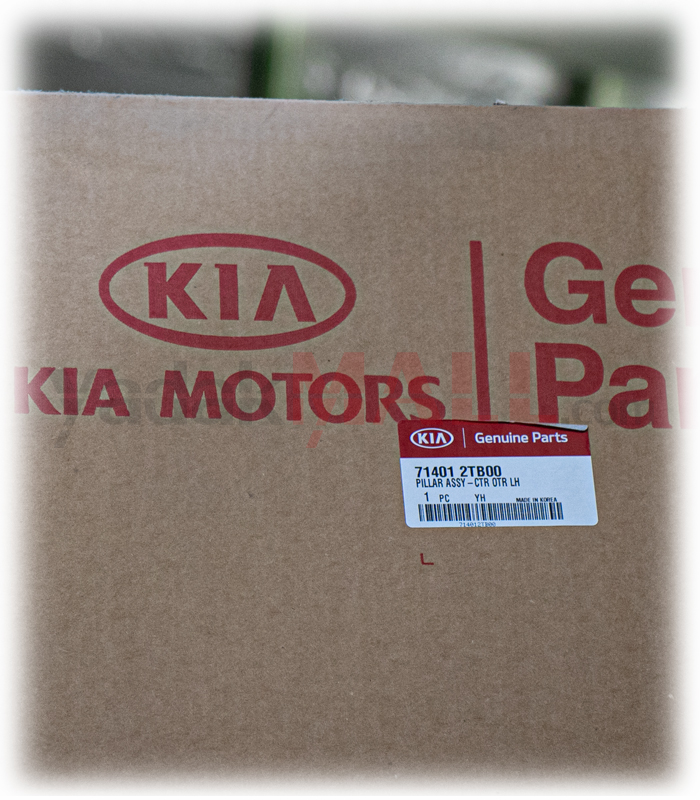 KIA
KIA MOTORS
Ge
Pa
KIA Genuine Parts
71401 2TB00
PILLAR ASSY-CTR OTR LH
1 PC YH MADE IN KOREA
714012TB00